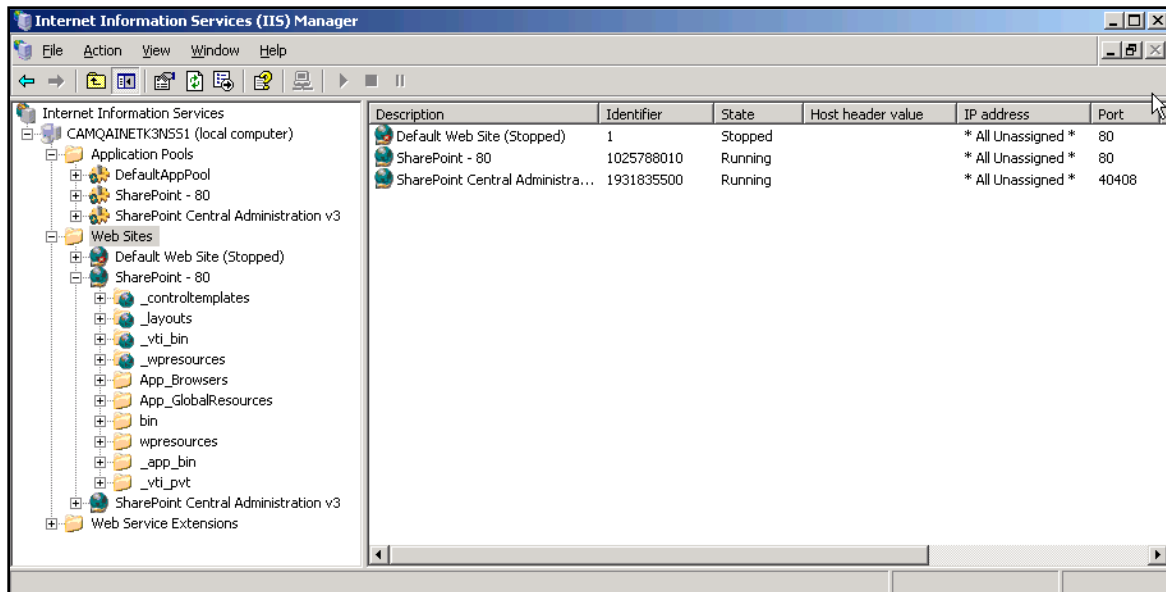 Internet Information Services (IIS) Manager
File Action View Window Help
Internet Information Services
CAMQAINETK3NSS1 (local computer)
Application Pools
DefaultAppPool
SharePoint - 80
SharePoint Central Administration v3
Web Sites
Default Web Site (Stopped)
SharePoint - 80
_controltemplates
_layouts
_vti_bin
_wpresources
App_Browsers
App_GlobalResources
bin
wpresources
_app_bin
_vti_pvt
SharePoint Central Administration v3
Web Service Extensions
Description Identifier State Host header value IP address Port
Default Web Site (Stopped) 1 Stopped * All Unassigned * 80
SharePoint - 80 1025788010 Running * All Unassigned * 80
SharePoint Central Administra... 1931835500 Running * All Unassigned * 40408